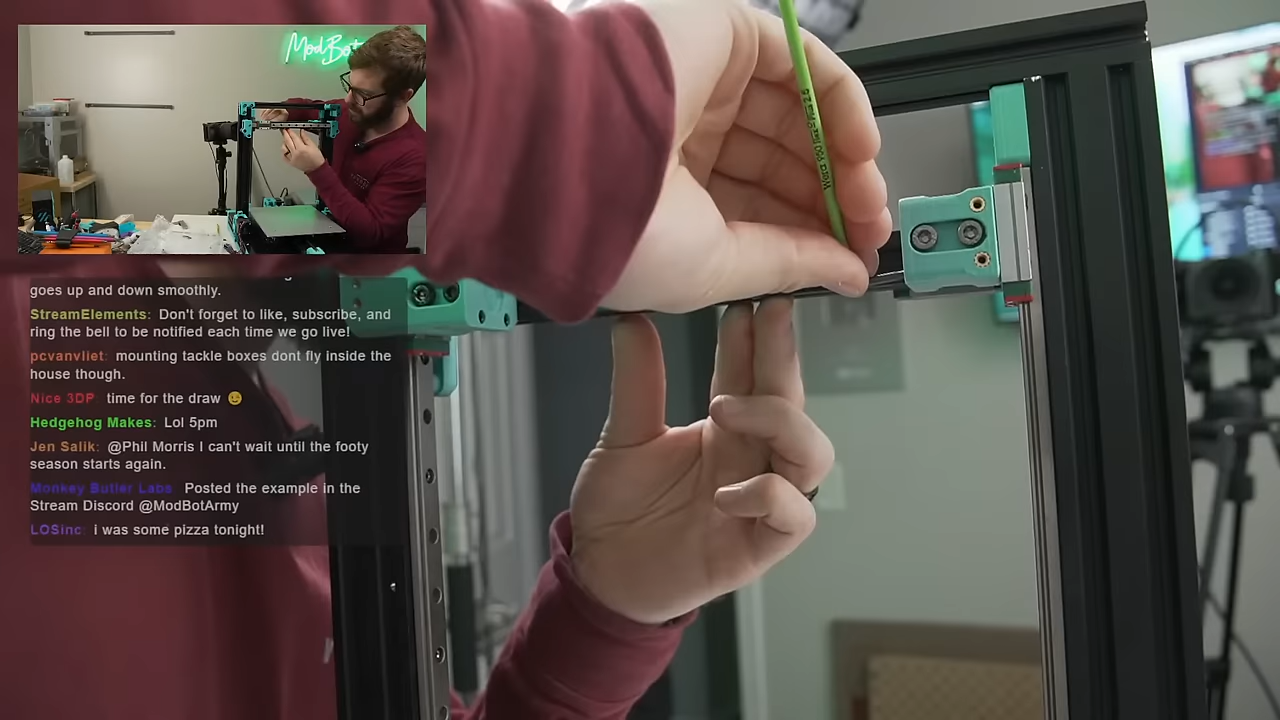 ModBot
goes up and down smoothly.
StreamElements: Don't forget to like, subscribe, and
ring the bell to be notified each time we go live!
pcvanvliet: mounting tackle boxes dont fly inside the
house though.
Nice 3DP time for the draw
Hedgehog Makes: Lol 5pm
Jen Salik: @Phil Morris I can't wait until the footy
season starts again.
Monkey Butler Labs Posted the example in the
Stream Discord @ModBotArmy
LOSinc: i was some pizza tonight!